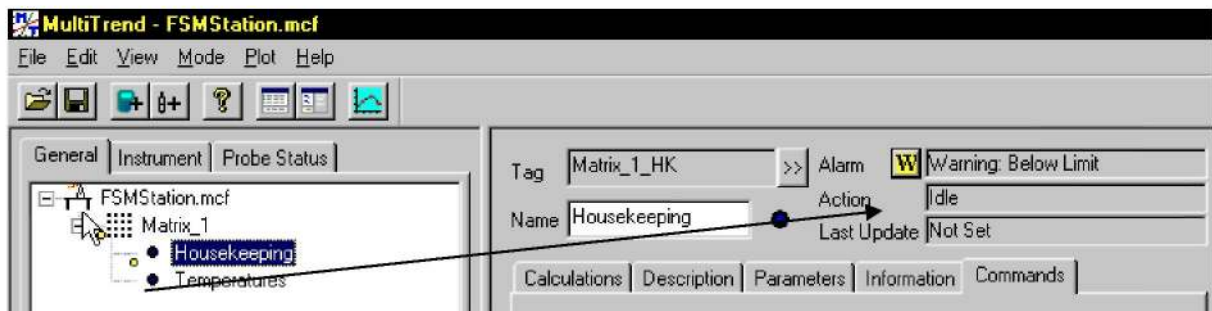 MultiTrend - FSMStation.mcf
File Edit View Mode Plot Help
General Instrument Probe Status
FSMStation.mcf
Matrix_1
Housekeeping
Temperatures
Tag Matrix_1_HK >> Alarm W Warning: Below Limit
Action Idle
Name Housekeeping
Last Update Not Set
Calculations Description Parameters Information Commands